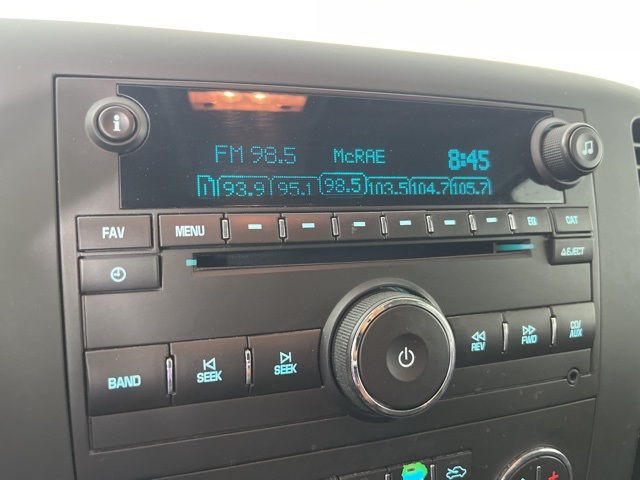 i
FM 98.5 McRAE 8:45
1 93.9 95.1 98.5 103.5 104.7 105.7
FAV MENU EQ CAT
EJECT
BAND SEEK SEEK REV FWD CD/AUX